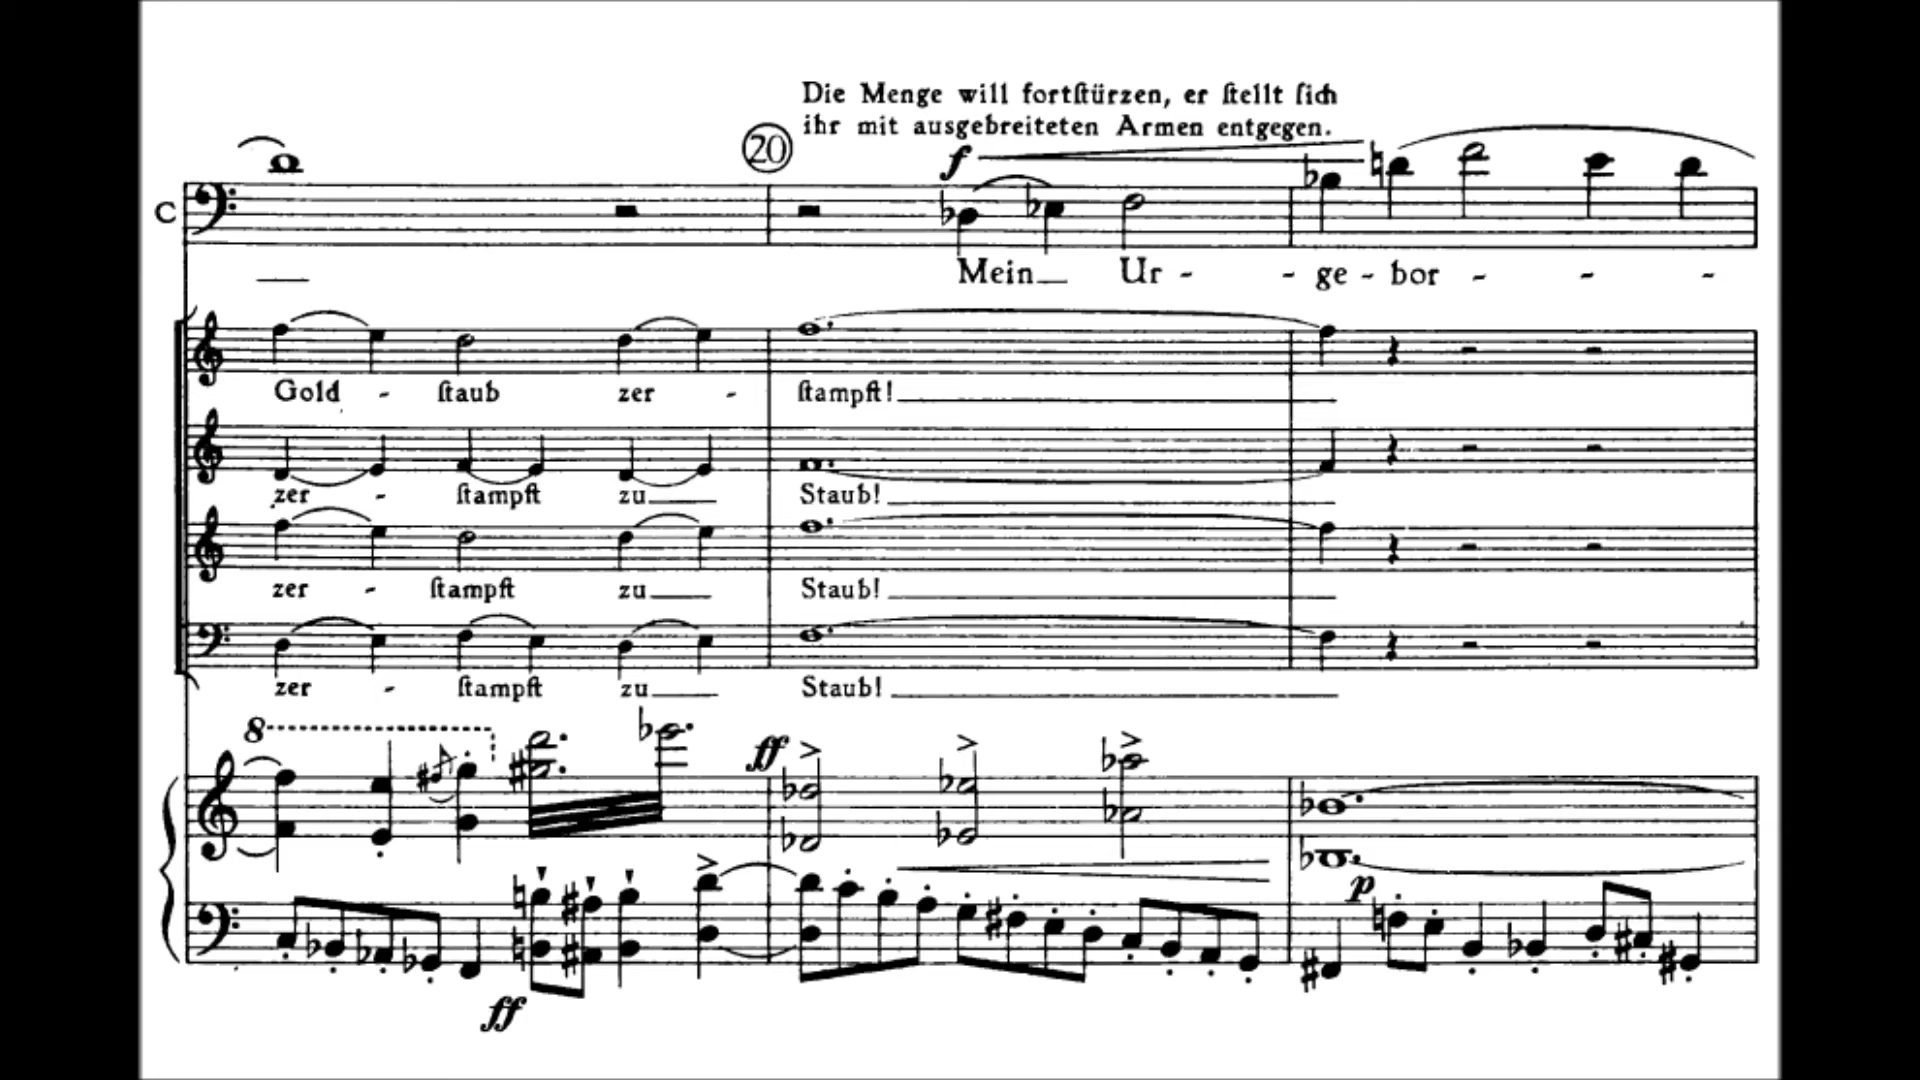 Die Menge will fortstürzen, er stellt sich
ihr mit ausgebreiteten Armen entgegen.
20
f
C
Mein Ur - - ge - bor - - -
Gold - staub zer - stampft!
zer - stampft zu Staub!
zer - stampft zu Staub!
zer - stampft zu Staub!
8
ff
p
ff